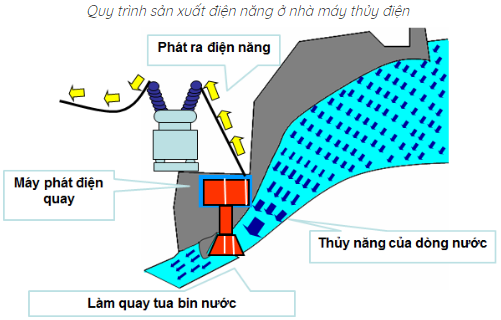 Quy trình sản xuất điện năng ở nhà máy thủy điện
Phát ra điện năng
Máy phát điện
quay
Thủy năng của dòng nước
Làm quay tua bin nước